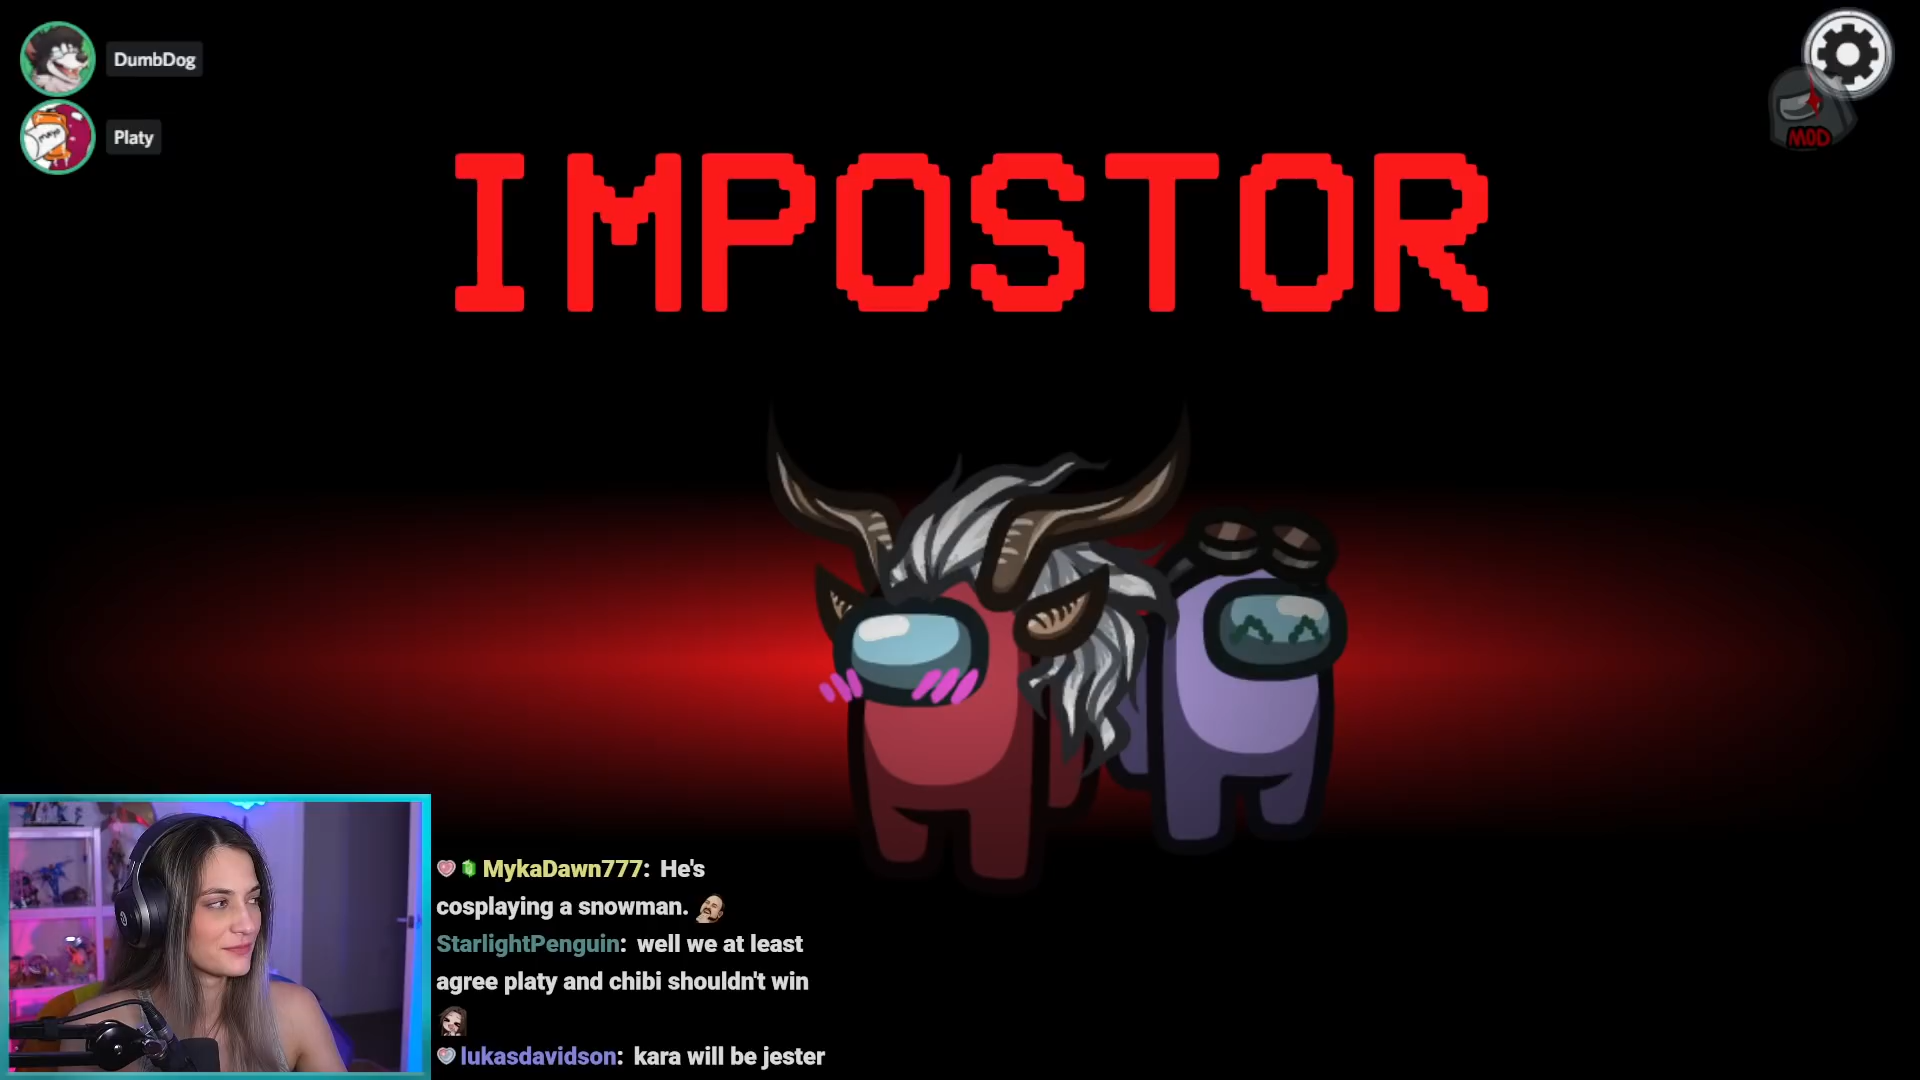 DumbDog
Platy
MOD
IMPOSTOR
MykaDawn777: He's
cosplaying a snowman.
StarlightPenguin: well we at least
agree platy and chibi shouldn't win
lukasdavidson: kara will be jester